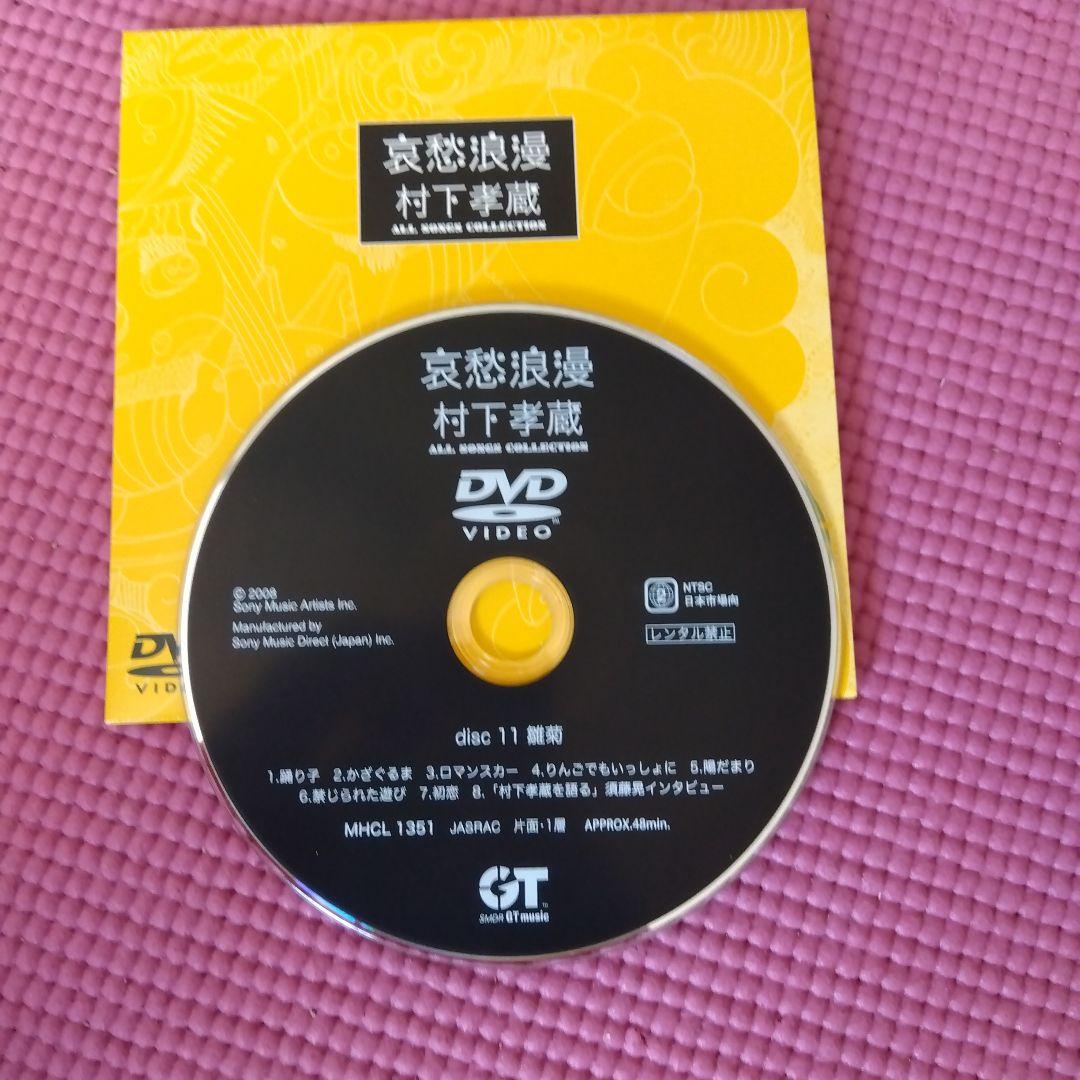 哀愁浪漫
村下孝蔵
ALL SONGS COLLECTION
哀愁浪漫
村下孝蔵
ALL SONGS COLLECTION
DVD
VIDEO™
© 2008
Sony Music Artists Inc.
Manufactured by
Sony Music Direct (Japan) Inc.
2
NTSC
日本市場向
レンタル禁止
DV
VID
disc 11 雛菊
1.踊り子 2.かざぐるま 3.ロマンスカー 4.りんごでもいっしょに 5.陽だまり
6.禁じられた遊び 7.初恋 8.「村下孝蔵を語る」須藤晃インタビュー
MHCL 1351 JASRAC 片面・1層 APPROX.48min.
GT™
SMDR GT music